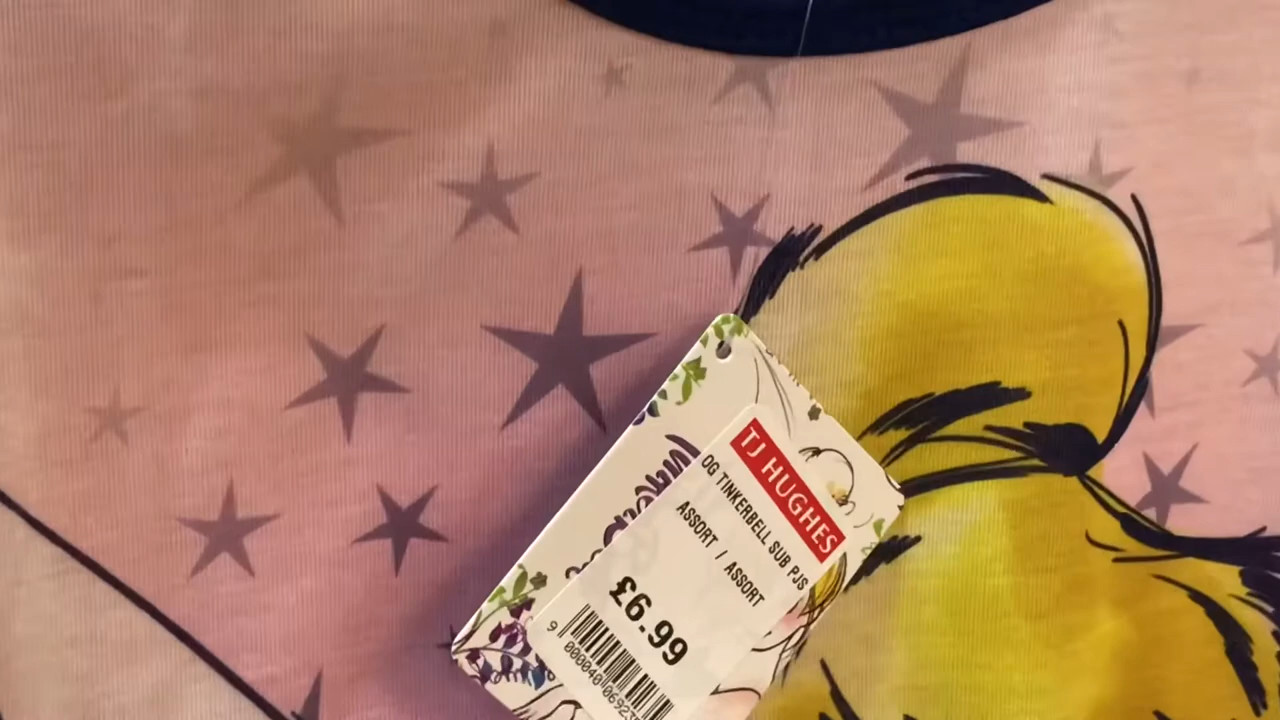 TJ HUGHES
OG TINKERBELL SUB PJS
ASSORT / ASSORT
£6.99